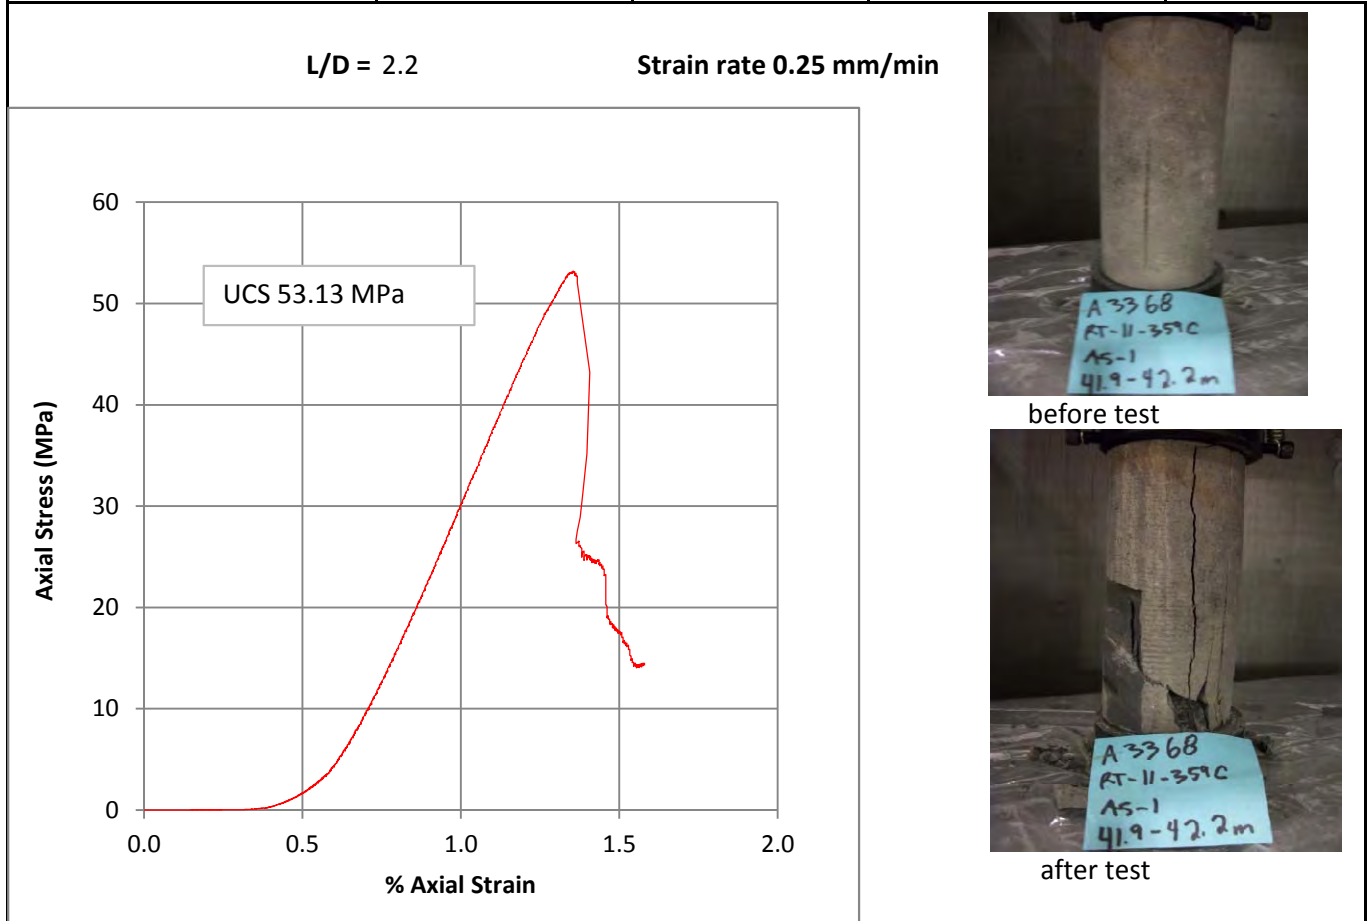 L/D = 2.2
Strain rate 0.25 mm/min
60
50
40
30
20
10
0
UCS 53.13 MPa
Axial Stress (MPa)
0.0 0.5 1.0 1.5 2.0
% Axial Strain
A3368
RT-11-359C
AS-1
41.9-42.2m
before test
A3368
RT-11-359C
AS-1
41.9-42.2m
after test